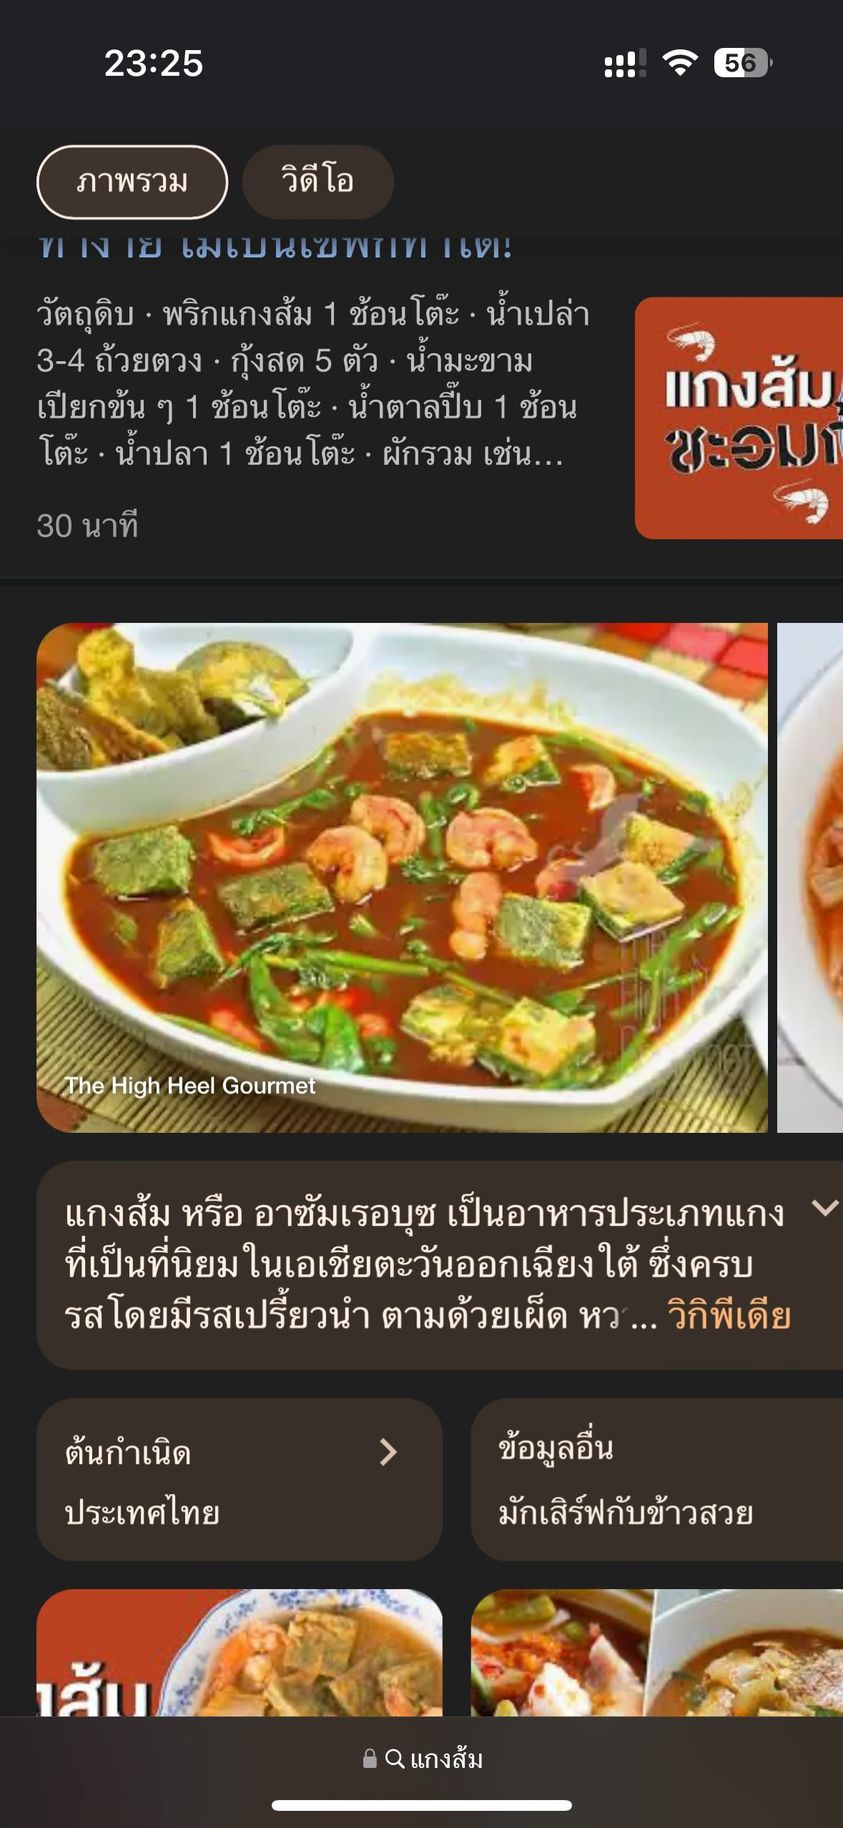 23:25
56
ภาพรวม
วิดีโอ
วัตถุดิบ · พริกแกงส้ม 1 ช้อนโต๊ะ · น้ำเปล่า
3-4 ถ้วยตวง · กุ้งสด 5 ตัว · น้ำมะขาม
เปียกข้น ๆ 1 ช้อนโต๊ะ · น้ำตาลปี๊บ 1 ช้อน
โต๊ะ · น้ำปลา 1 ช้อนโต๊ะ · ผักรวม เช่น...
30 นาที
แกงส้ม
ชะอม
The High Heel Gourmet
แกงส้ม หรือ อาซัมเรอบุซ เป็นอาหารประเภทแกง
ที่เป็นที่นิยมในเอเชียตะวันออกเฉียงใต้ ซึ่งครบ
รสโดยมีรสเปรี้ยวนำ ตามด้วยเผ็ด หว... วิกิพีเดีย
ต้นกำเนิด
ประเทศไทย
ข้อมูลอื่น
มักเสิร์ฟกับข้าวสวย
แกงส้ม